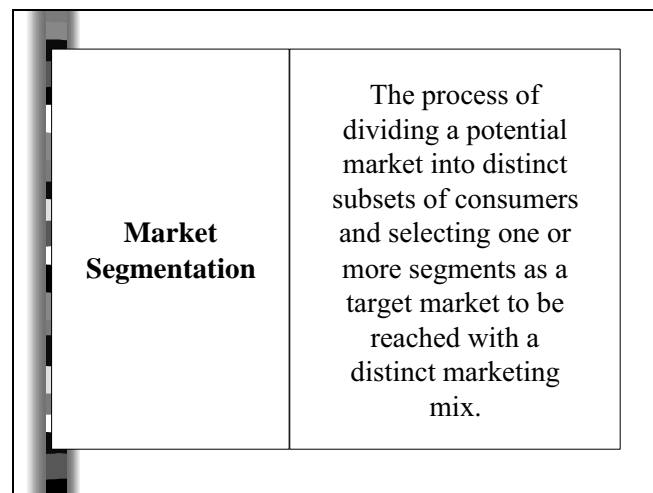 Market
Segmentation
The process of
dividing a potential
market into distinct
subsets of consumers
and selecting one or
more segments as a
target market to be
reached with a
distinct marketing
mix.